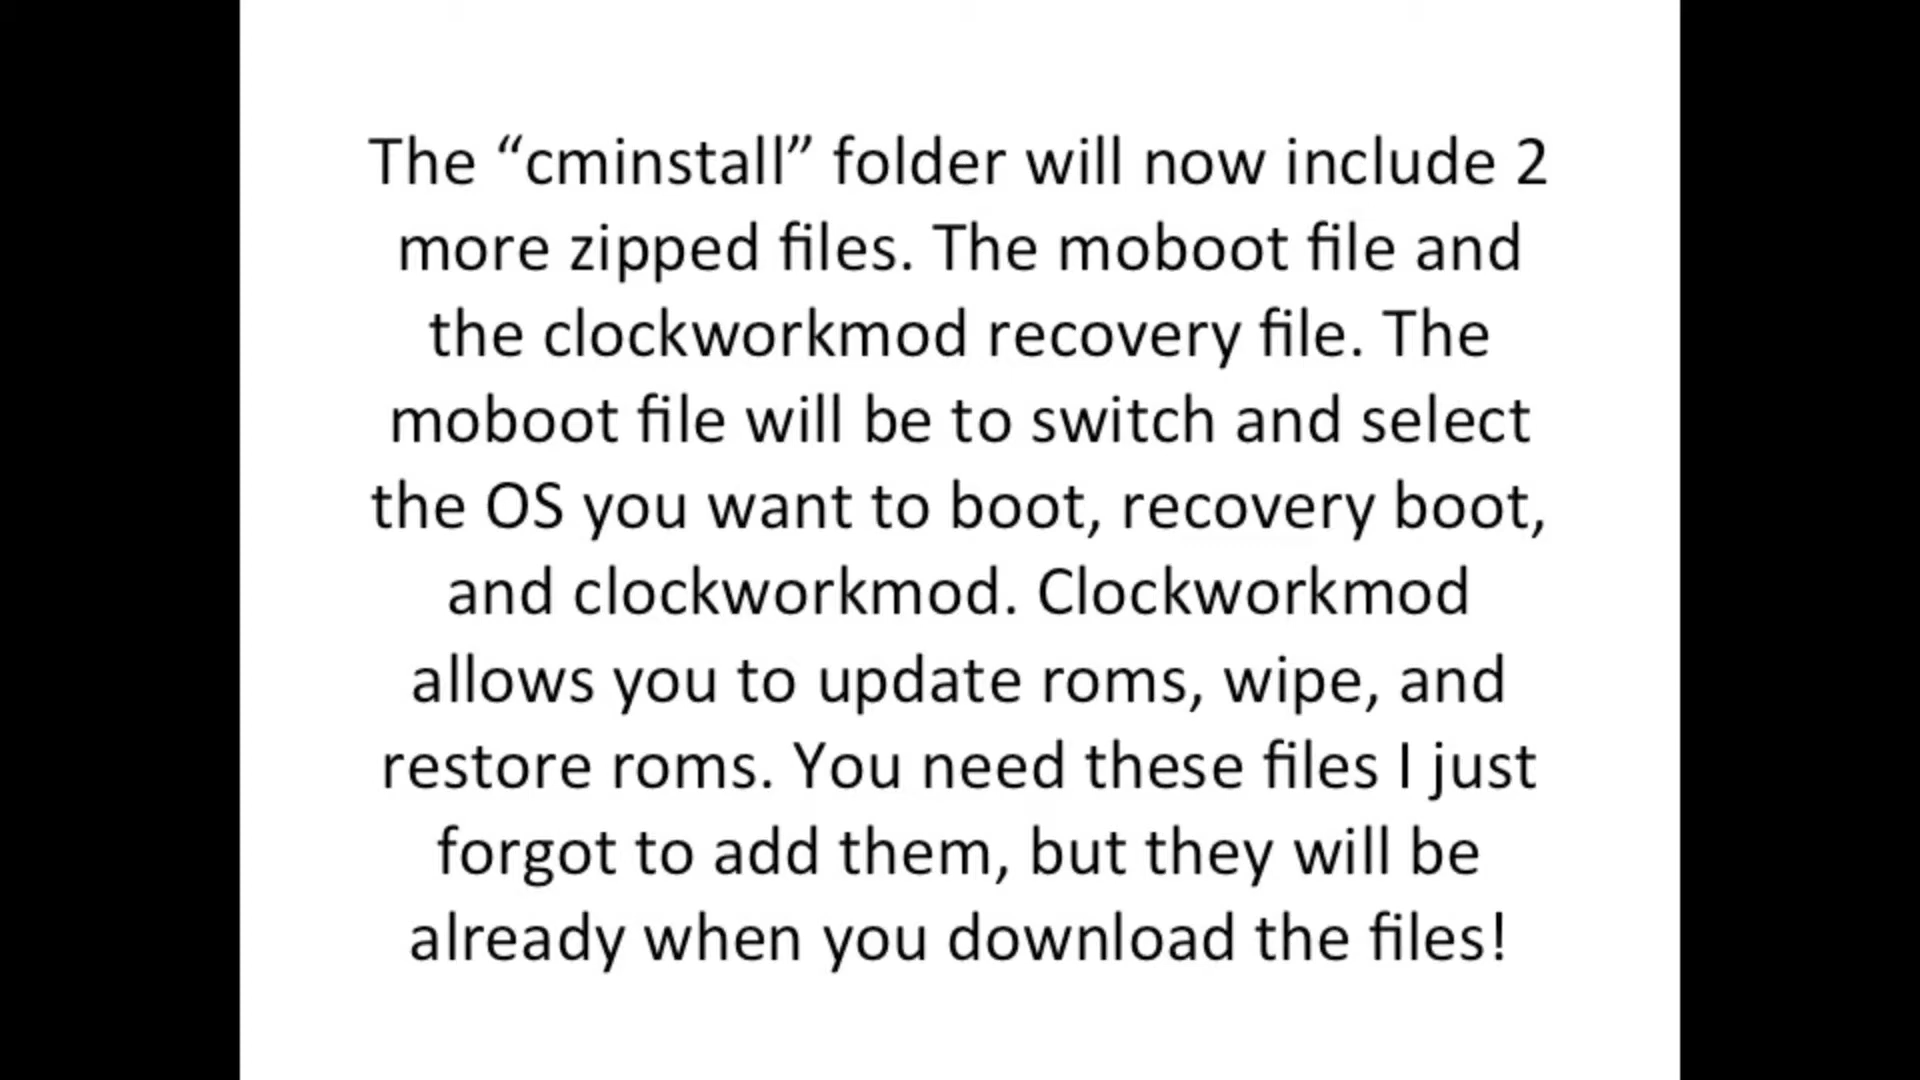 The “cminstall” folder will now include 2
more zipped files. The moboot file and
the clockworkmod recovery file. The
moboot file will be to switch and select
the OS you want to boot, recovery boot,
and clockworkmod. Clockworkmod
allows you to update roms, wipe, and
restore roms. You need these files I just
forgot to add them, but they will be
already when you download the files!